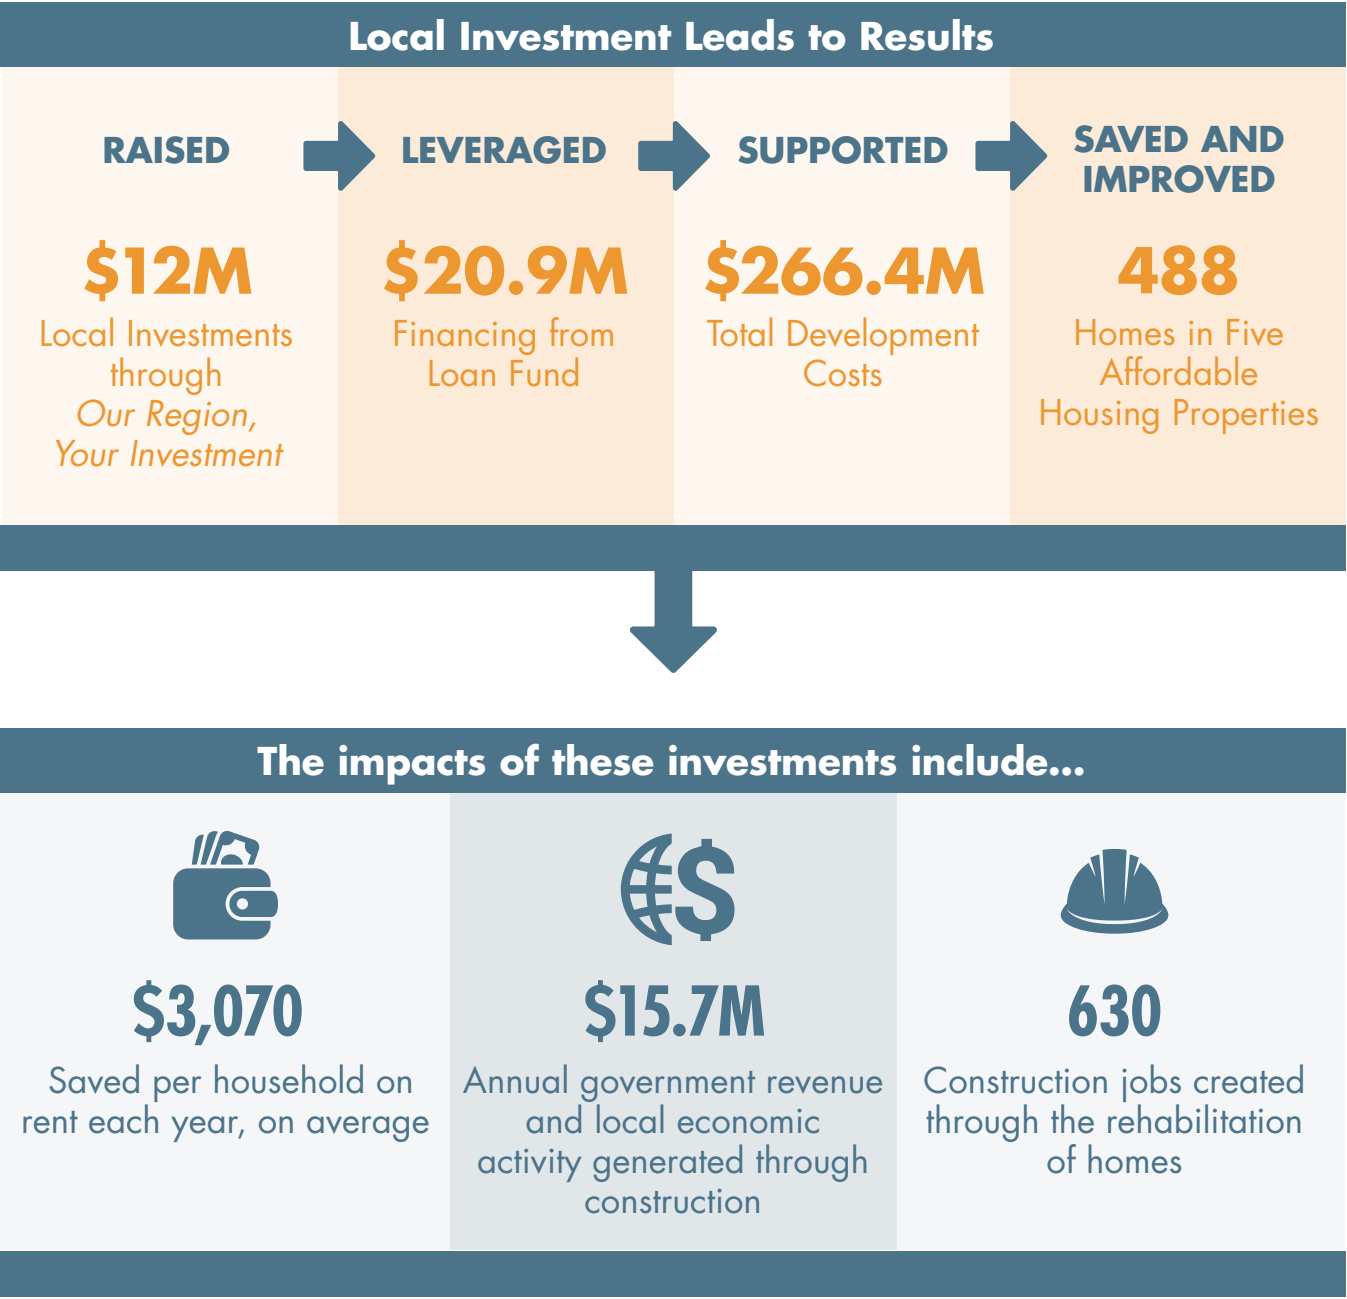 Local Investment Leads to Results
RAISED
$12M
Local Investments
through
Our Region,
Your Investment
LEVERAGED
$20.9M
Financing from
Loan Fund
SUPPORTED
$266.4M
Total Development
Costs
SAVED AND
IMPROVED
488
Homes in Five
Affordable
Housing Properties
The impacts of these investments include...
$3,070
Saved per household on
rent each year, on average
$15.7M
Annual government revenue
and local economic
activity generated through
construction
630
Construction jobs created
through the rehabilitation
of homes